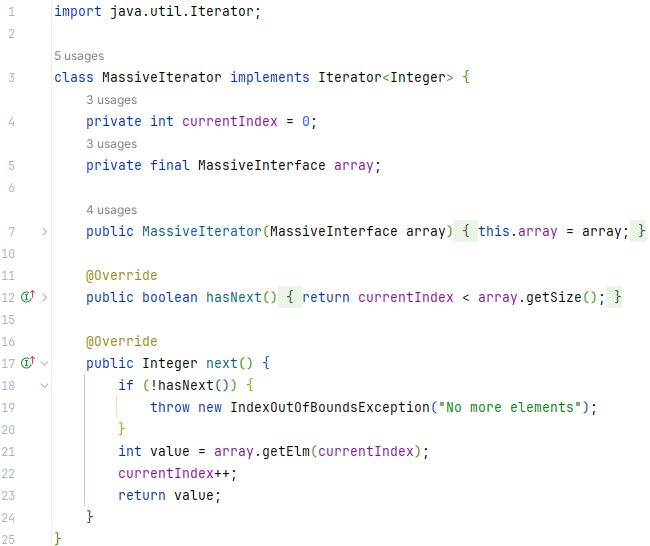 1 import java.util.Iterator;
2
5 usages
3 class MassiveIterator implements Iterator<Integer> {
3 usages
4 private int currentIndex = 0;
3 usages
5 private final MassiveInterface array;
6
4 usages
7 public MassiveIterator(MassiveInterface array) { this.array = array; }
10
11 @Override
12 public boolean hasNext() { return currentIndex < array.getSize(); }
15
16 @Override
17 public Integer next() {
18 if (!hasNext()) {
19 throw new IndexOutOfBoundsException("No more elements");
20 }
21 int value = array.getElm(currentIndex);
22 currentIndex++;
23 return value;
24 }
25 }